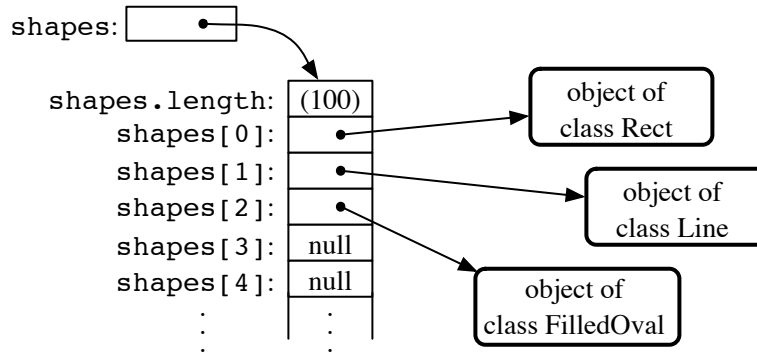 shapes:
shapes.length: (100)
object of
class Rect
shapes[0]:
shapes[1]:
object of
class Line
shapes[2]:
shapes[3]: null
shapes[4]: null
object of
class FilledOval
. .
. .
. .